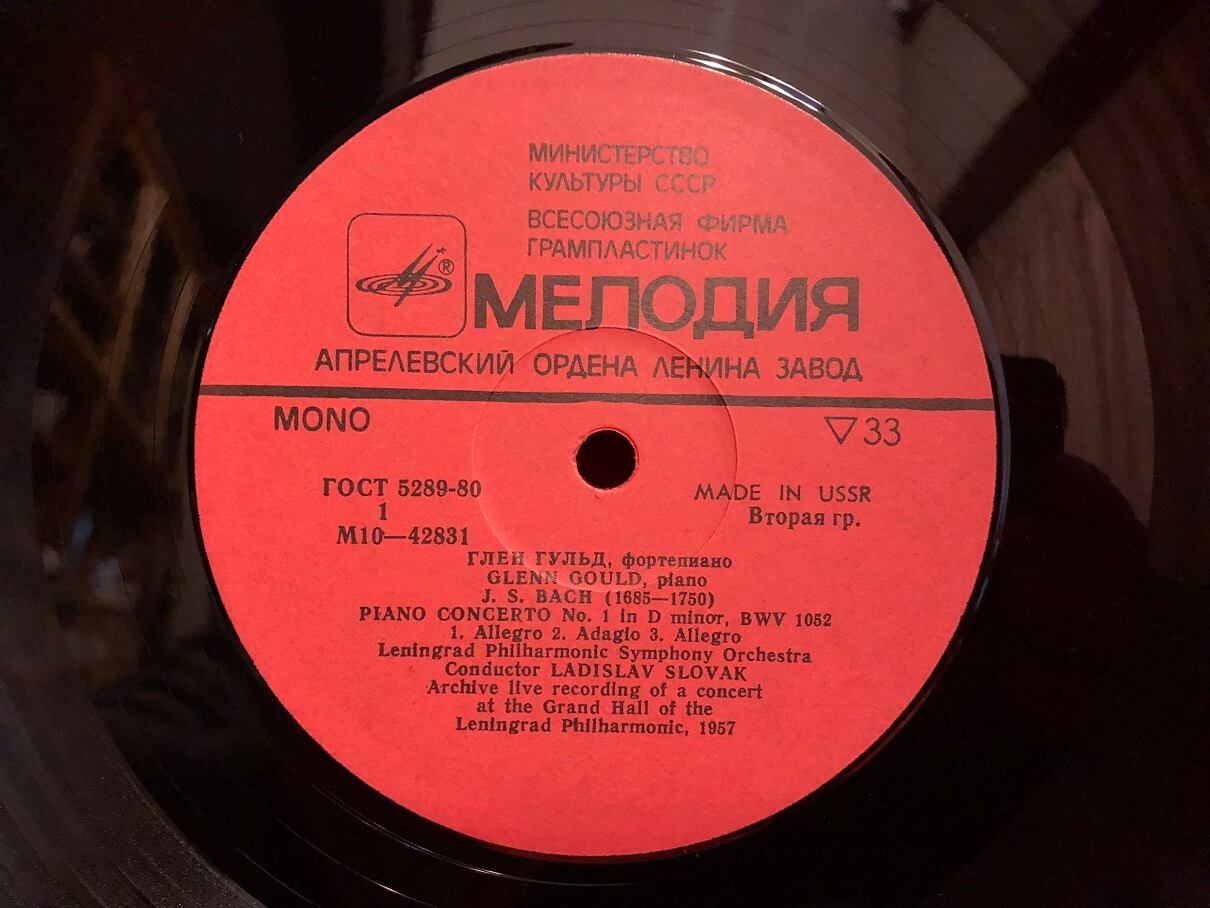 МИНИСТЕРСТВО
КУЛЬТУРЫ СССР
ВСЕСОЮЗНАЯ ФИРМА
ГРАМПЛАСТИНОК
®
МЕЛОДИЯ
АПРЕЛЕВСКИЙ ОРДЕНА ЛЕНИНА ЗАВОД
MONO
▽33
ГОСТ 5289-80
1
М10—42831
MADE IN USSR
Вторая гр.
ГЛЕН ГУЛЬД, фортепиано
GLENN GOULD, piano
J. S. BACH (1685—1750)
PIANO CONCERTO No. 1 in D minor, BWV 1052
1. Allegro 2. Adagio 3. Allegro
Leningrad Philharmonic Symphony Orchestra
Conductor LADISLAV SLOVAK
Archive live recording of a concert
at the Grand Hall of the
Leningrad Philharmonic, 1957